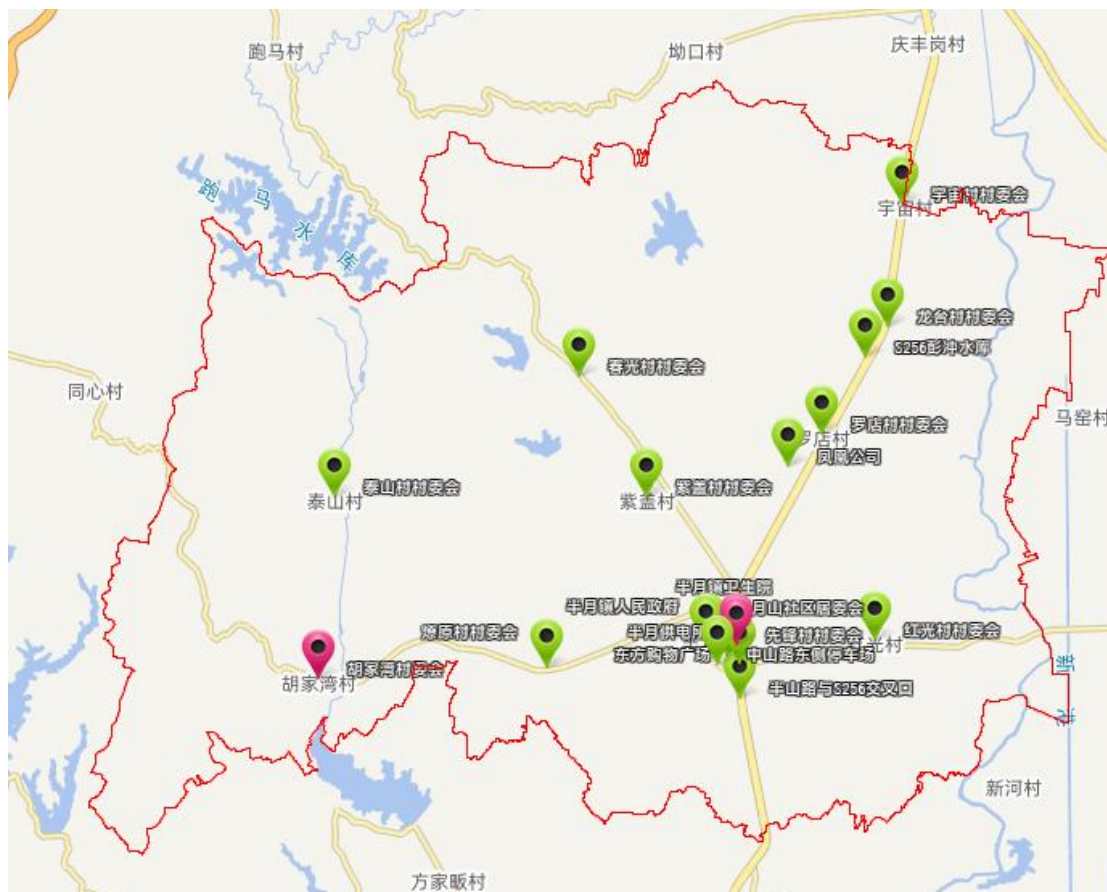 跑马村
坳口村
庆丰岗村
跑马水库
宇宙村村委会
宇宙村
龙台村村委会
S256彭冲水库
春光村村委会
同心村
马窑村
罗店村村委会
罗店村
凤凰公司
泰山村村委会
泰山村
紫盖村村委会
紫盖村
半月镇卫生院
半月镇人民政府
月山社区居委会
燎原村村委会
半月供电所
先锋村村委会
红光村村委会
光村
东方购物广场
中山路东侧停车场
胡家湾村委会
胡家湾村
半山路与S256交叉口
新河村
方家畈村